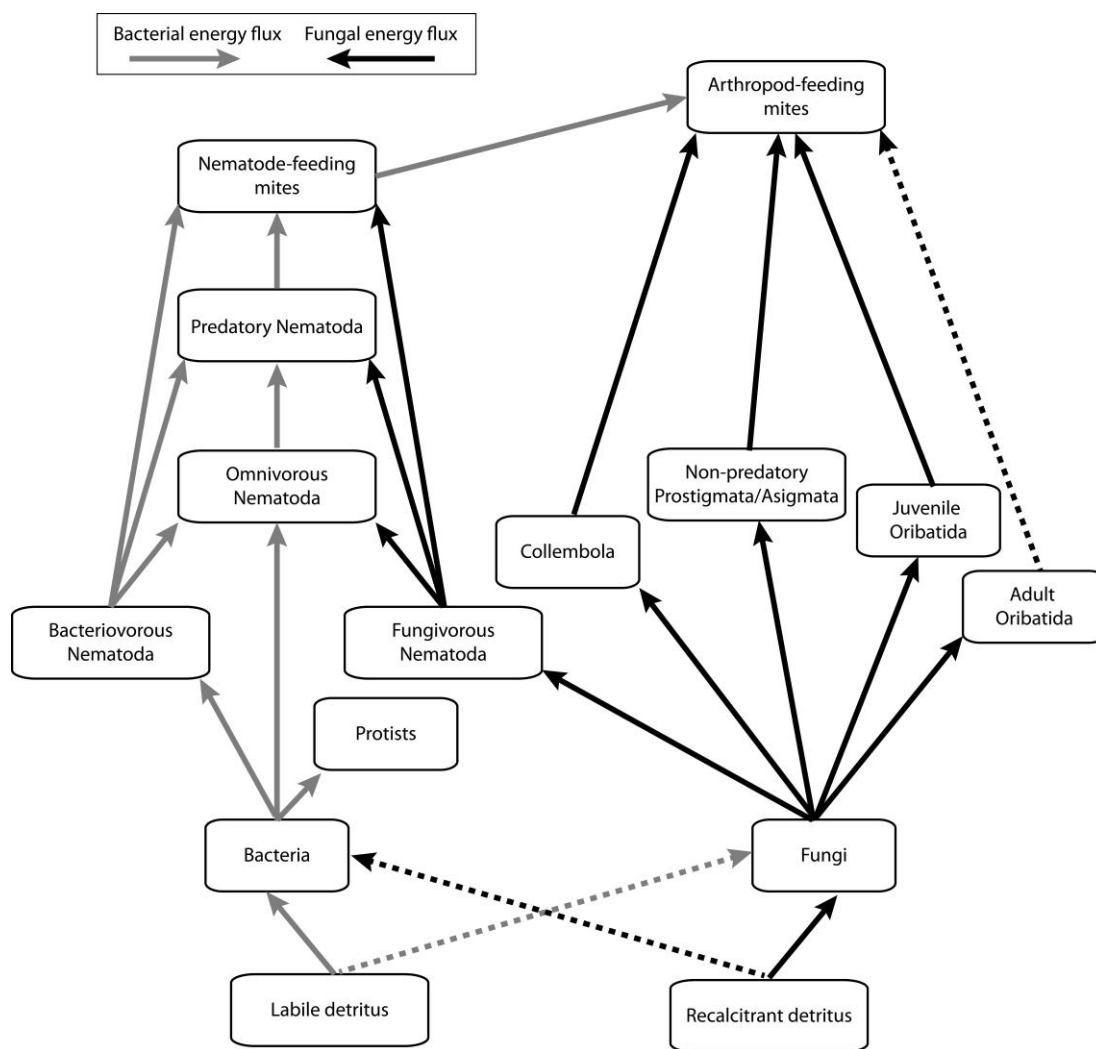 Bacterial energy flux
Fungal energy flux
Arthropod-feeding
mites
Nematode-feeding
mites
Predatory Nematoda
Omnivorous
Nematoda
Non-predatory
Prostigmata/Asigmata
Juvenile
Oribatida
Collembola
Adult
Oribatida
Bacteriovorous
Nematoda
Fungivorous
Nematoda
Protists
Bacteria
Fungi
Labile detritus
Recalcitrant detritus